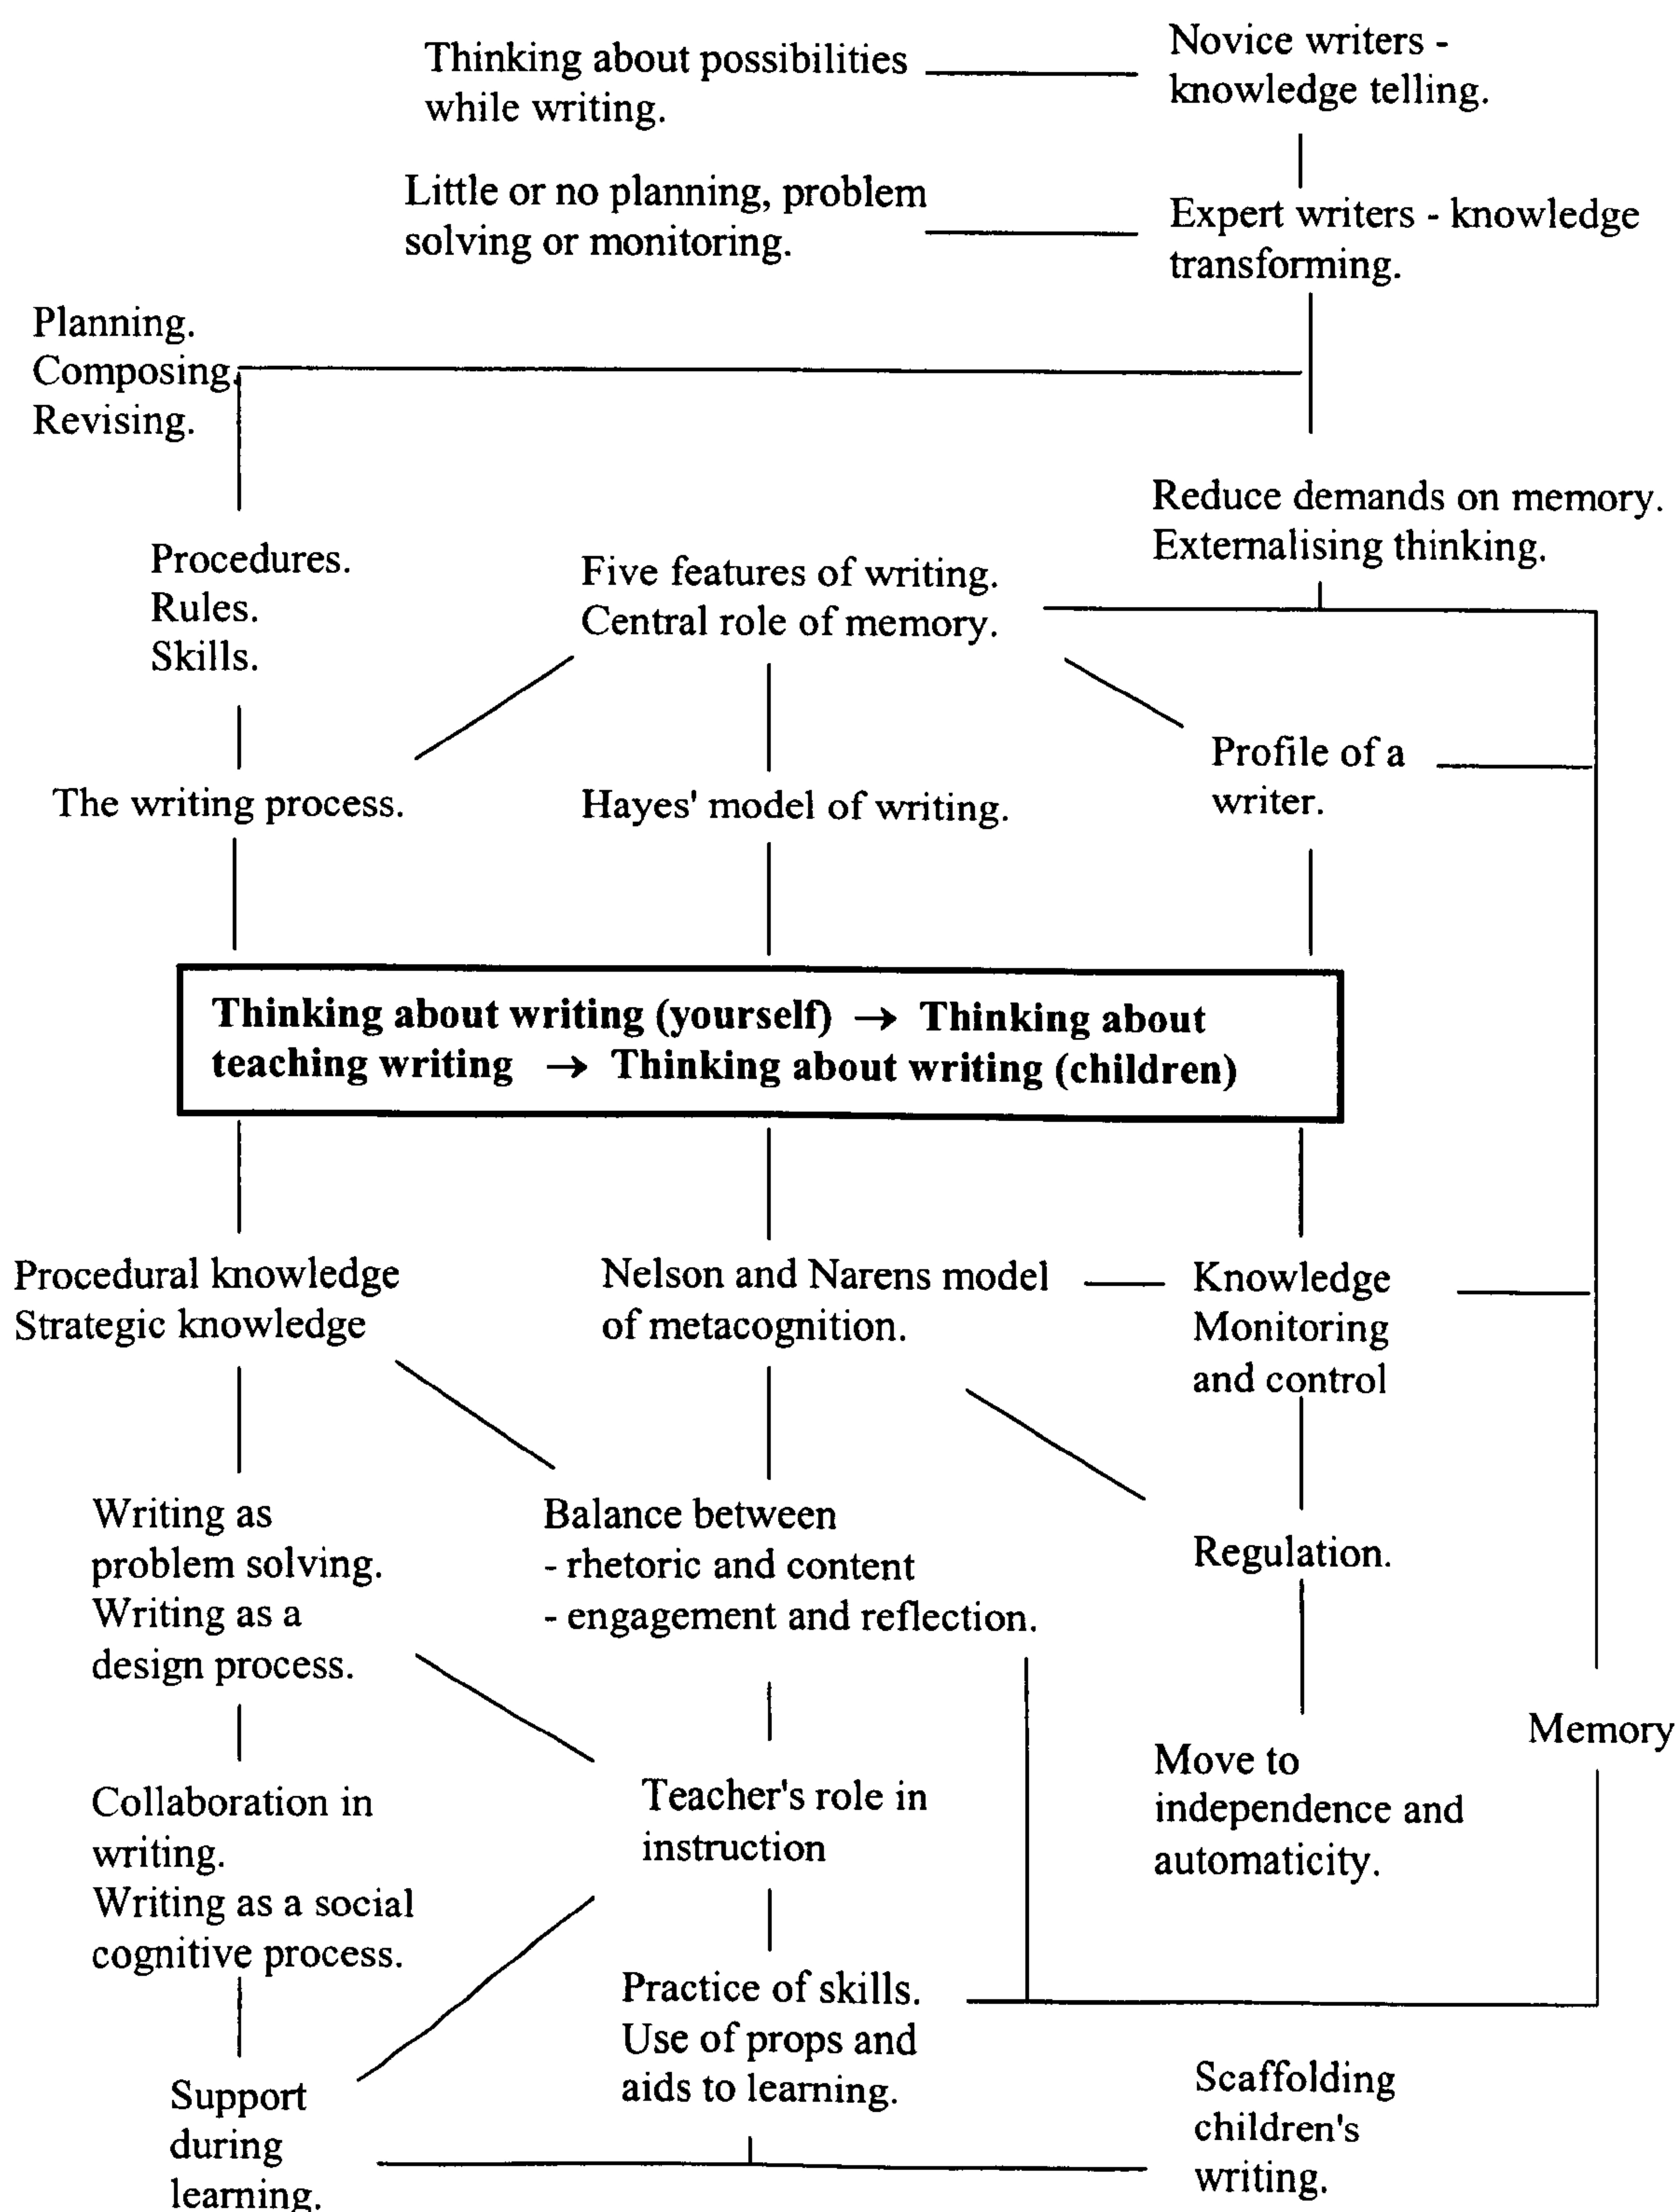 Thinking about possibilities
while writing.
Novice writers -
knowledge telling.
Little or no planning, problem
solving or monitoring.
Expert writers - knowledge
transforming.
Planning.
Composing.
Revising.
Reduce demands on memory.
Externalising thinking.
Procedures.
Rules.
Skills.
Five features of writing.
Central role of memory.
The writing process.
Hayes' model of writing.
Profile of a
writer.
Thinking about writing (yourself) → Thinking about
teaching writing → Thinking about writing (children)
Procedural knowledge
Strategic knowledge
Nelson and Narens model
of metacognition.
Knowledge
Monitoring
and control
Writing as
problem solving.
Writing as a
design process.
Balance between
- rhetoric and content
- engagement and reflection.
Regulation.
Memory
Collaboration in
writing.
Writing as a social
cognitive process.
Teacher's role in
instruction
Move to
independence and
automaticity.
Practice of skills.
Use of props and
aids to learning.
Support
during
learning.
Scaffolding
children's
writing.